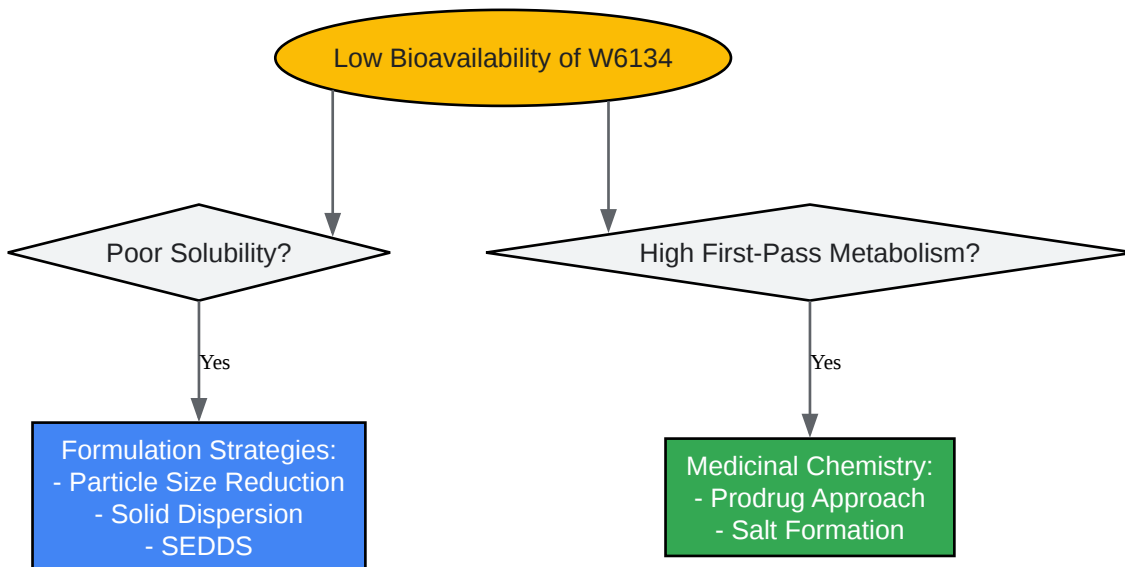 Low Bioavailability of W6134
Poor Solubility?
High First-Pass Metabolism?
Yes
Yes
Formulation Strategies:
- Particle Size Reduction
- Solid Dispersion
- SEDDS
Medicinal Chemistry:
- Prodrug Approach
- Salt Formation